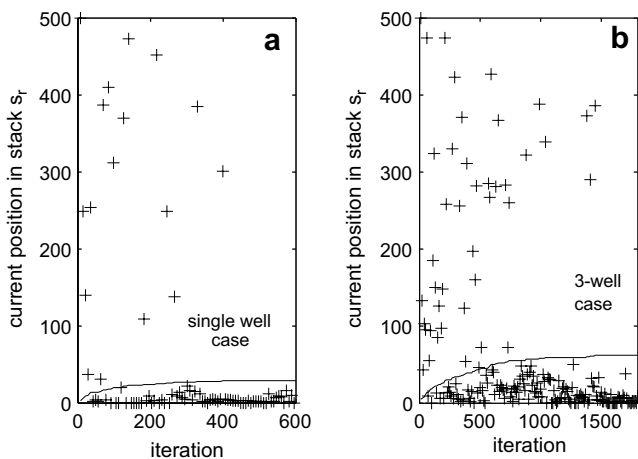 a
500
400
300
200
100
0
current position in stack s_r
single well
case
0
200
400
600
iteration
b
500
400
300
200
100
0
current position in stack s_r
3-well
case
0
500
1000
1500
iteration